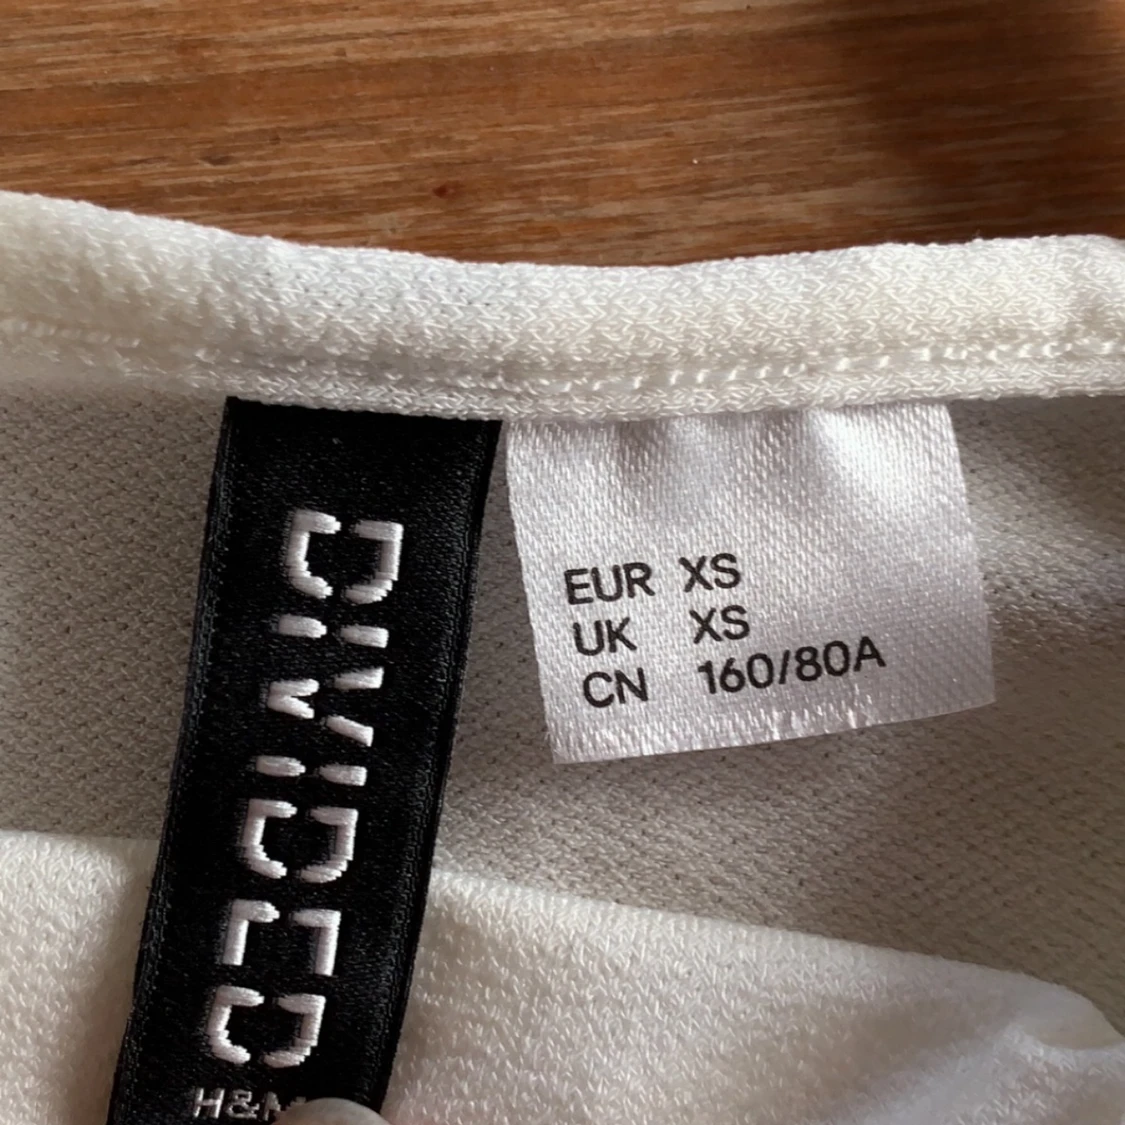 DIVIDED
H&M
EUR XS
UK XS
CN 160/80A